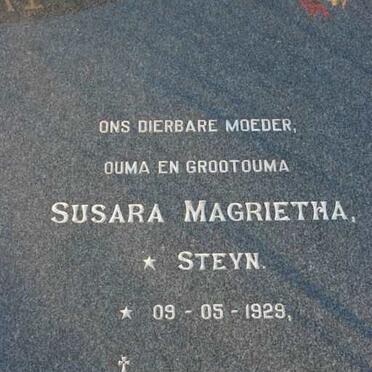 ONS DIERBARE MOEDER,
OUMA EN GROOTOUMA
SUSARA MAGRIETHA,
* STEYN.
* 09 - 05 - 1929,
✝